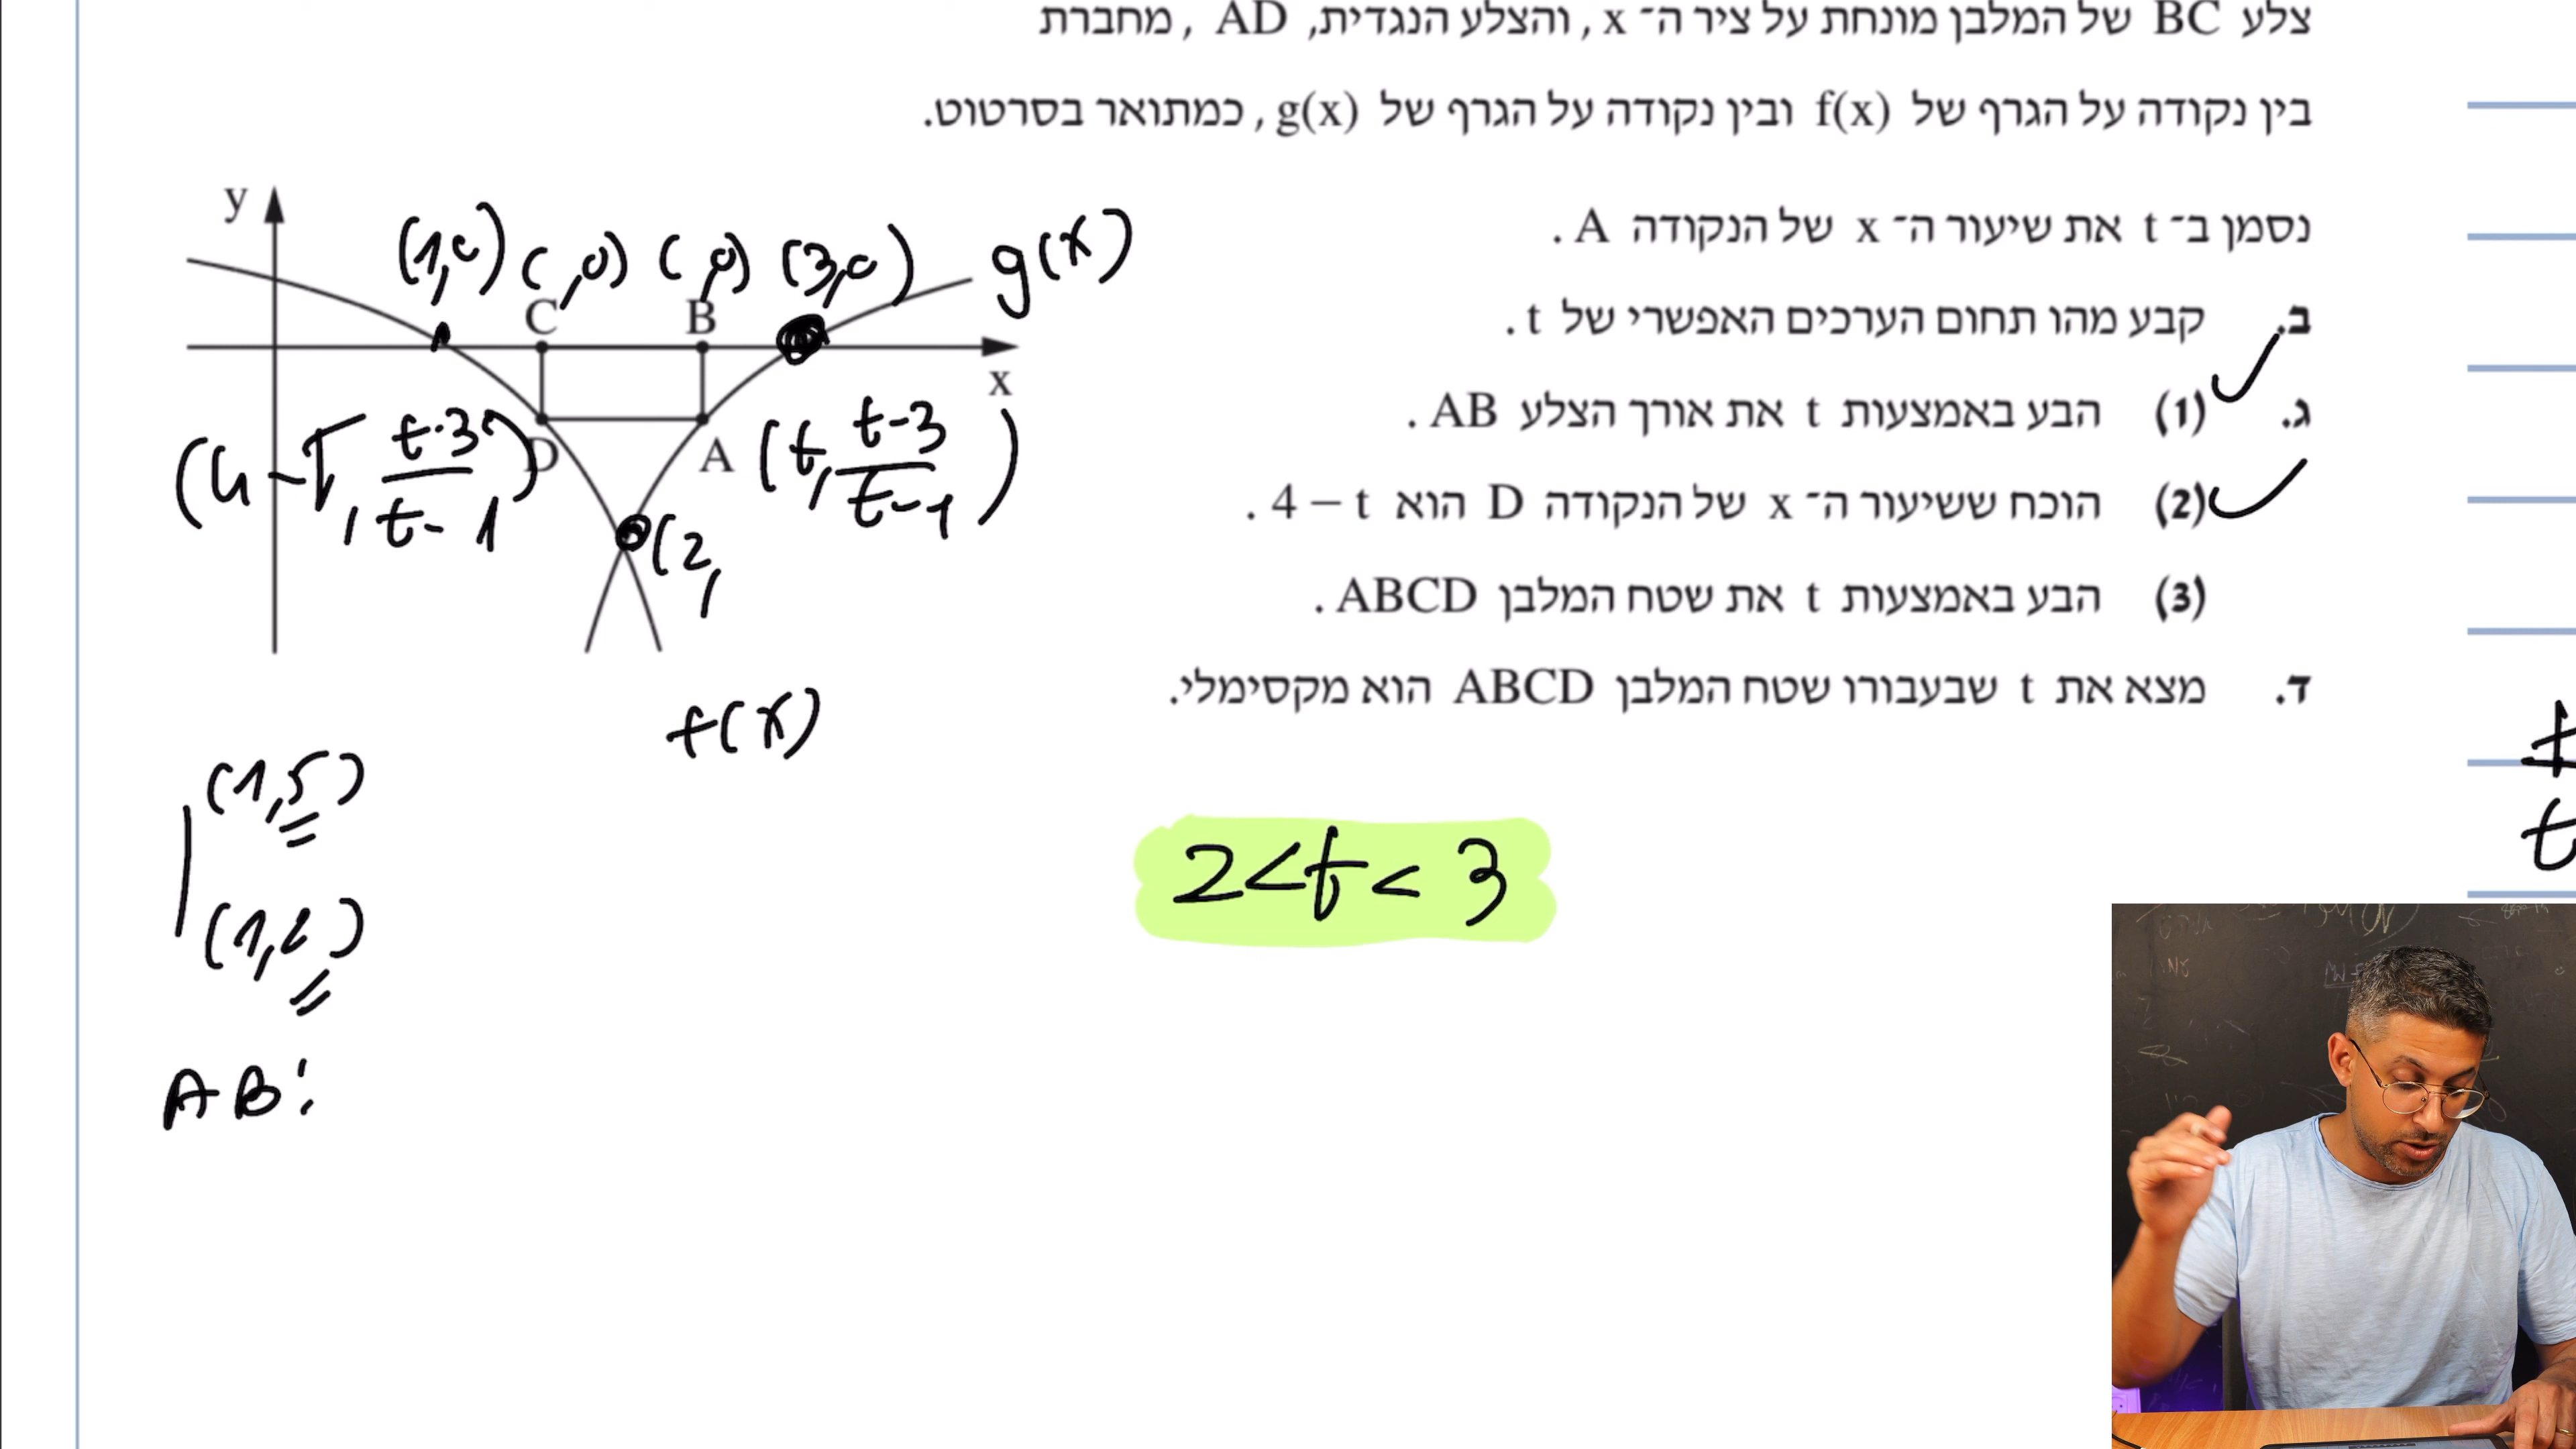 צלע BC של המלבן מונחת על ציר ה־ x , והצלע הנגדית, AD , מחברת
בין נקודה על הגרף של f(x) ובין נקודה על הגרף של g(x) , כמתואר בסרטוט.
נסמן ב־ t את שיעור ה־ x של הנקודה A .
ב. קבע מהו תחום הערכים האפשרי של t .
ג. (1) הבע באמצעות t את אורך הצלע AB .
(2) הוכח ששיעור ה־ x של הנקודה D הוא 4 − t .
(3) הבע באמצעות t את שטח המלבן ABCD .
ד. מצא את t שבעבורו שטח המלבן ABCD הוא מקסימלי.
y
(1,0) ( ,0) ( ,0) (3,0) g(x)
C B
x
(4-t, t-3/t-1) D A (t, t-3/t-1)
(2,
f(x)
(1,5)
(1,2)
AB:
2<t<3
t
t